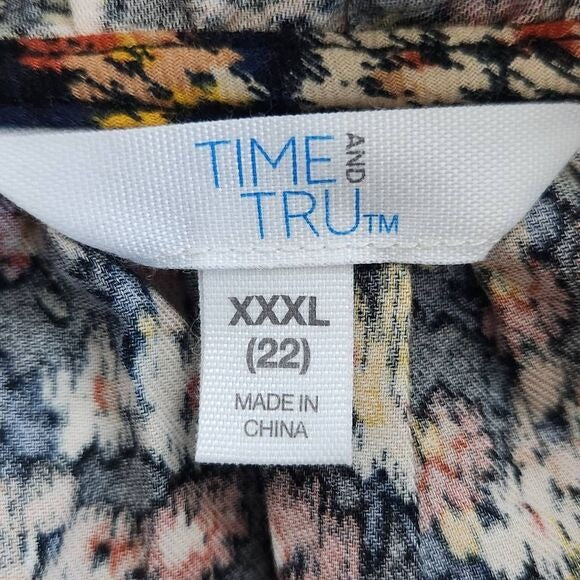 TIME AND
TRU™
XXXL
(22)
MADE IN
CHINA